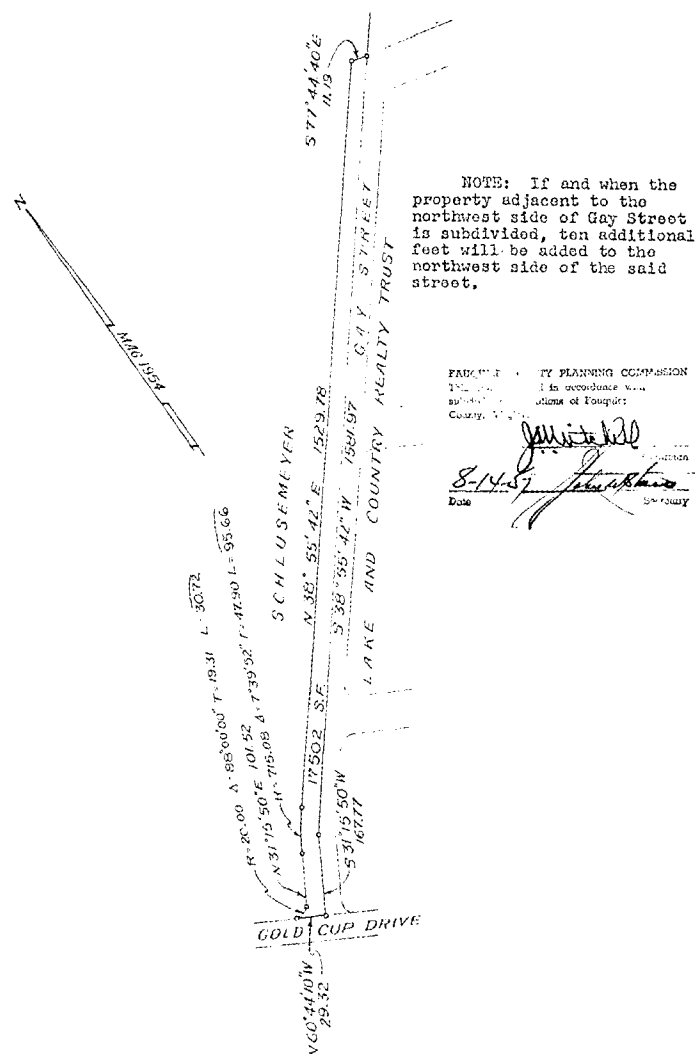 S 77° 44' 40" E
11.19
NOTE: If and when the
property adjacent to the
northwest side of Gay Street
is subdivided, ten additional
feet will be added to the
northwest side of the said
street.
GAY STREET
LAKE AND COUNTRY REALTY TRUST
N
MAG 1954
PLANNING COMMISSION
in accordance
of Fauquier
County,
8-14-57
Date
Secretary
SCHLUSEMEYER
N 38° 55' 42" E 1529.78
S 38° 55' 42" W 1581.97
17502 S.F.
R=20.00 Δ=88°00'00" T=19.31 L=30.72
N 31° 15' 50" E 101.52
R=715.08 Δ=7°39'52" T=47.90 L=95.66
S 31° 15' 50" W
167.77
GOLD CUP DRIVE
N 60° 44' 10" W
29.32